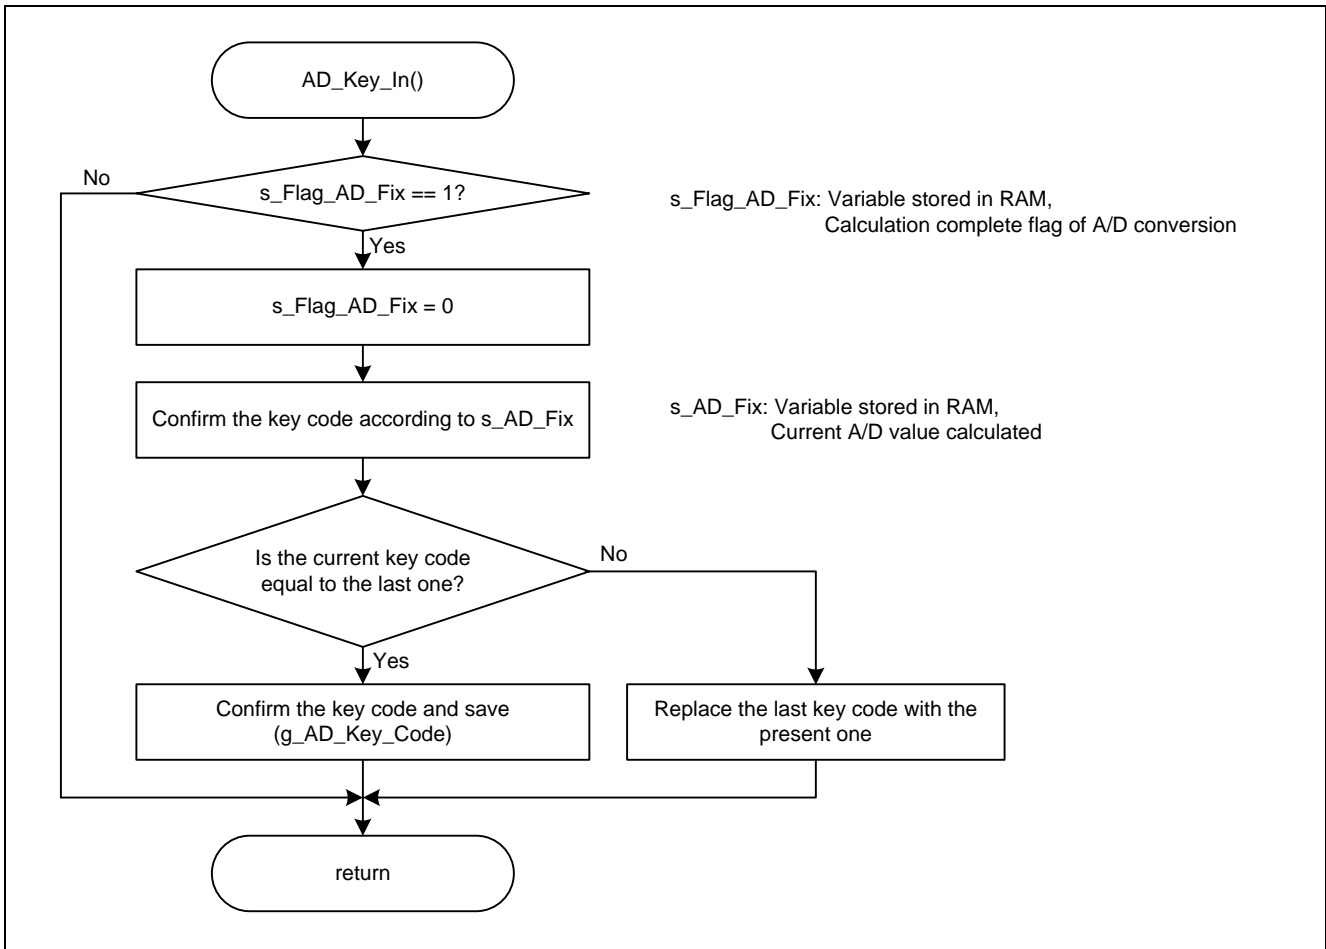 AD_Key_In()
No
s_Flag_AD_Fix == 1?
s_Flag_AD_Fix: Variable stored in RAM,
Calculation complete flag of A/D conversion
Yes
s_Flag_AD_Fix = 0
Confirm the key code according to s_AD_Fix
s_AD_Fix: Variable stored in RAM,
Current A/D value calculated
Is the current key code
equal to the last one?
No
Yes
Confirm the key code and save
(g_AD_Key_Code)
Replace the last key code with the
present one
return